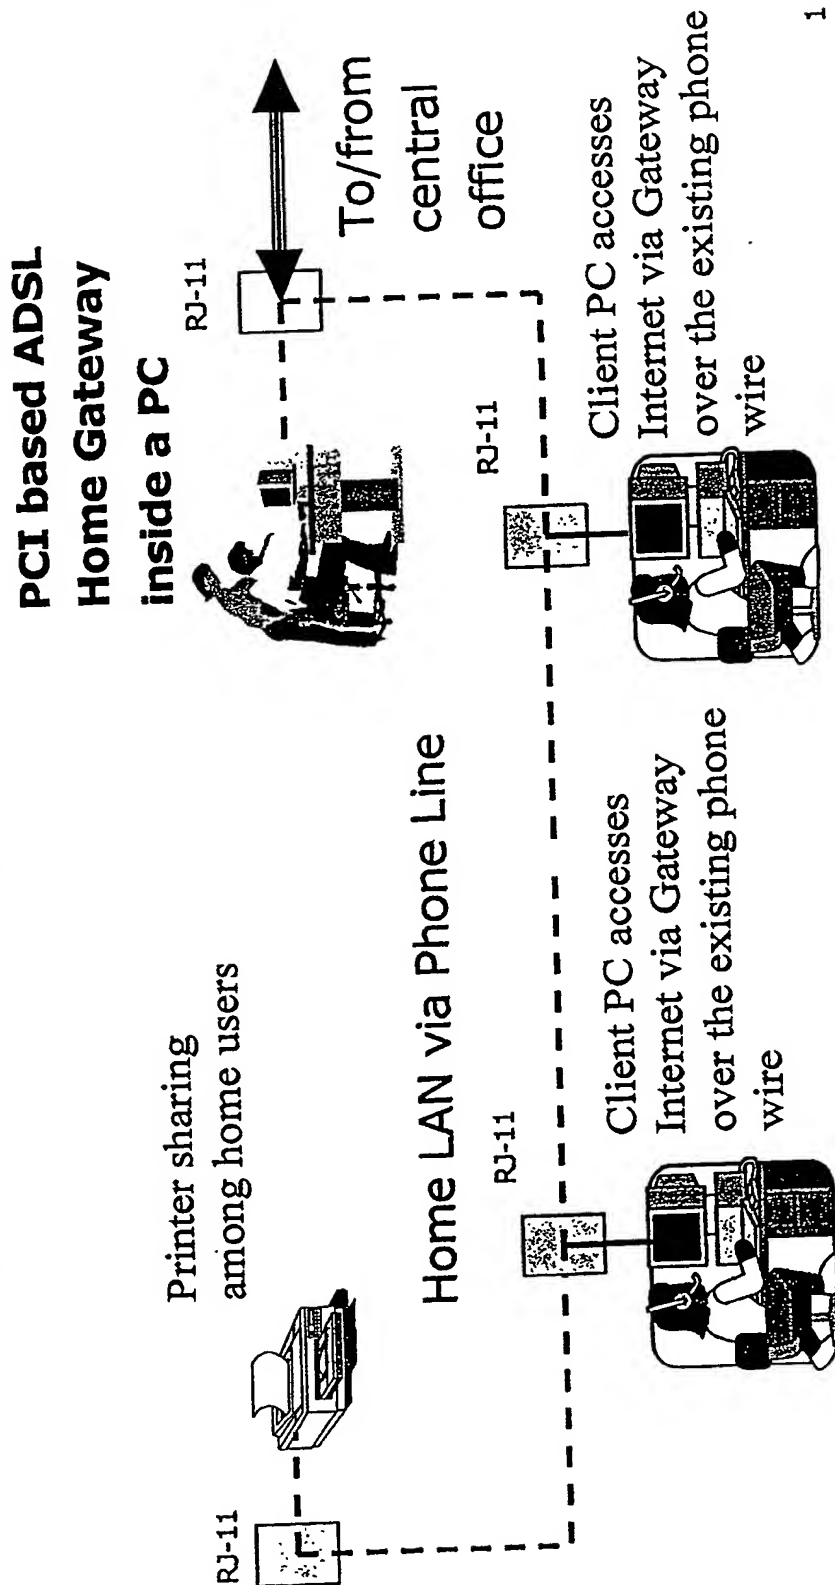 PCI based ADSL
Home Gateway
inside a PC
RJ-11
To/from
central
office
Printer sharing
among home users
RJ-11
Home LAN via Phone Line
RJ-11
RJ-11
Client PC accesses
Internet via Gateway
over the existing phone
wire
Client PC accesses
Internet via Gateway
over the existing phone
wire
1